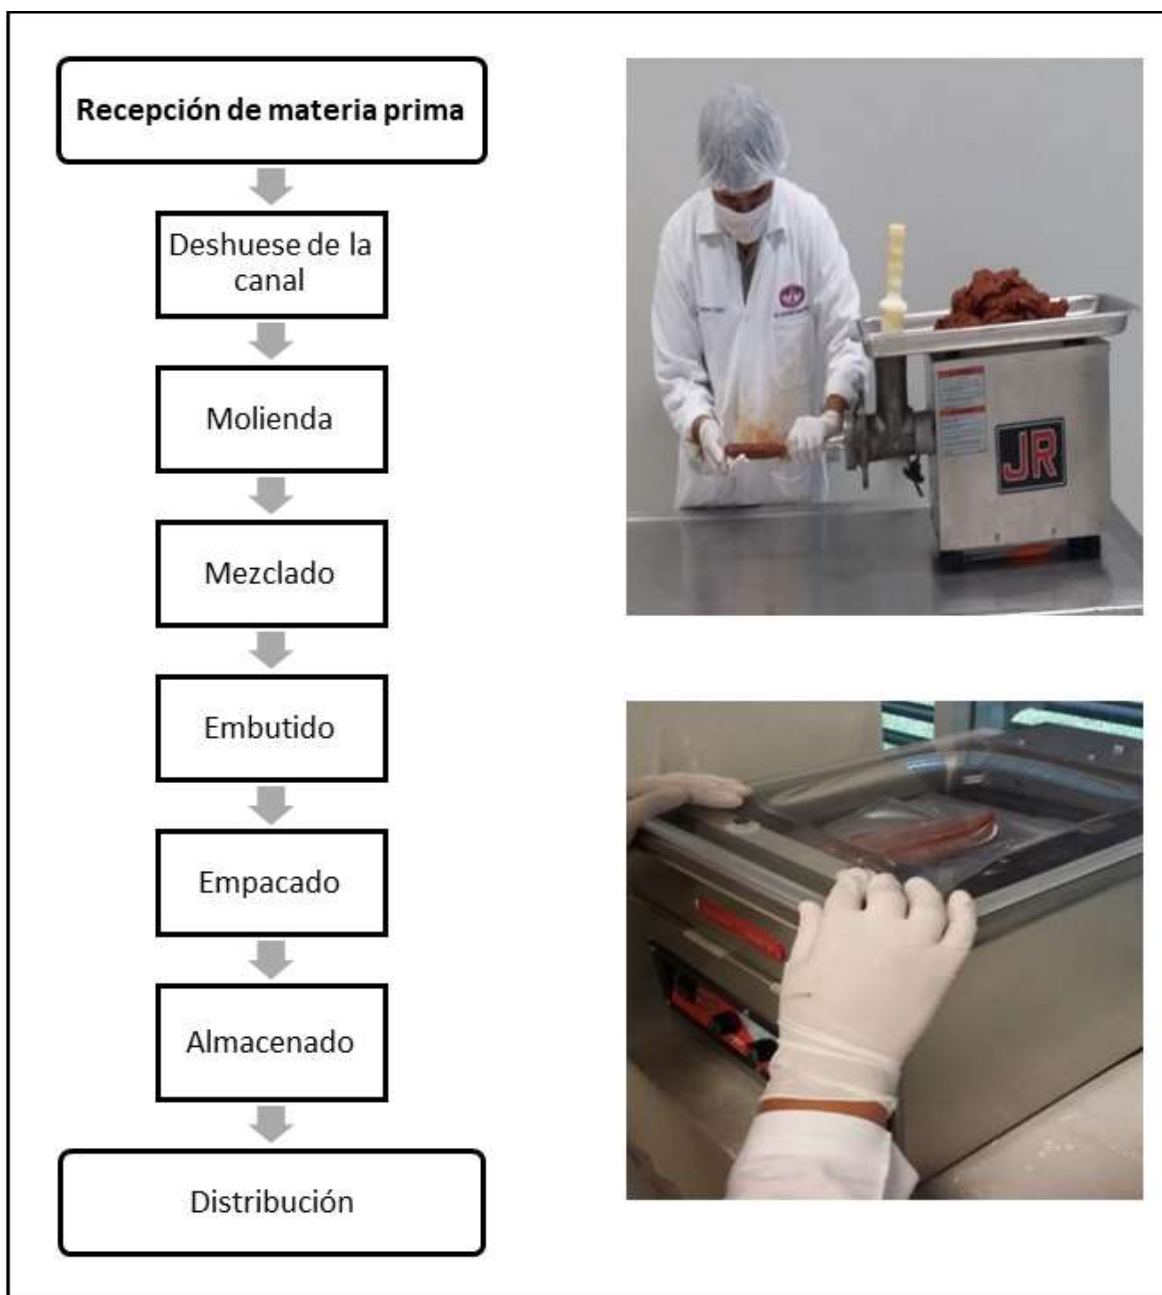 Recepción de materia prima
Deshuese de la
canal
Molienda
Mezclado
Embutido
Empacado
Almacenado
Distribución
JR